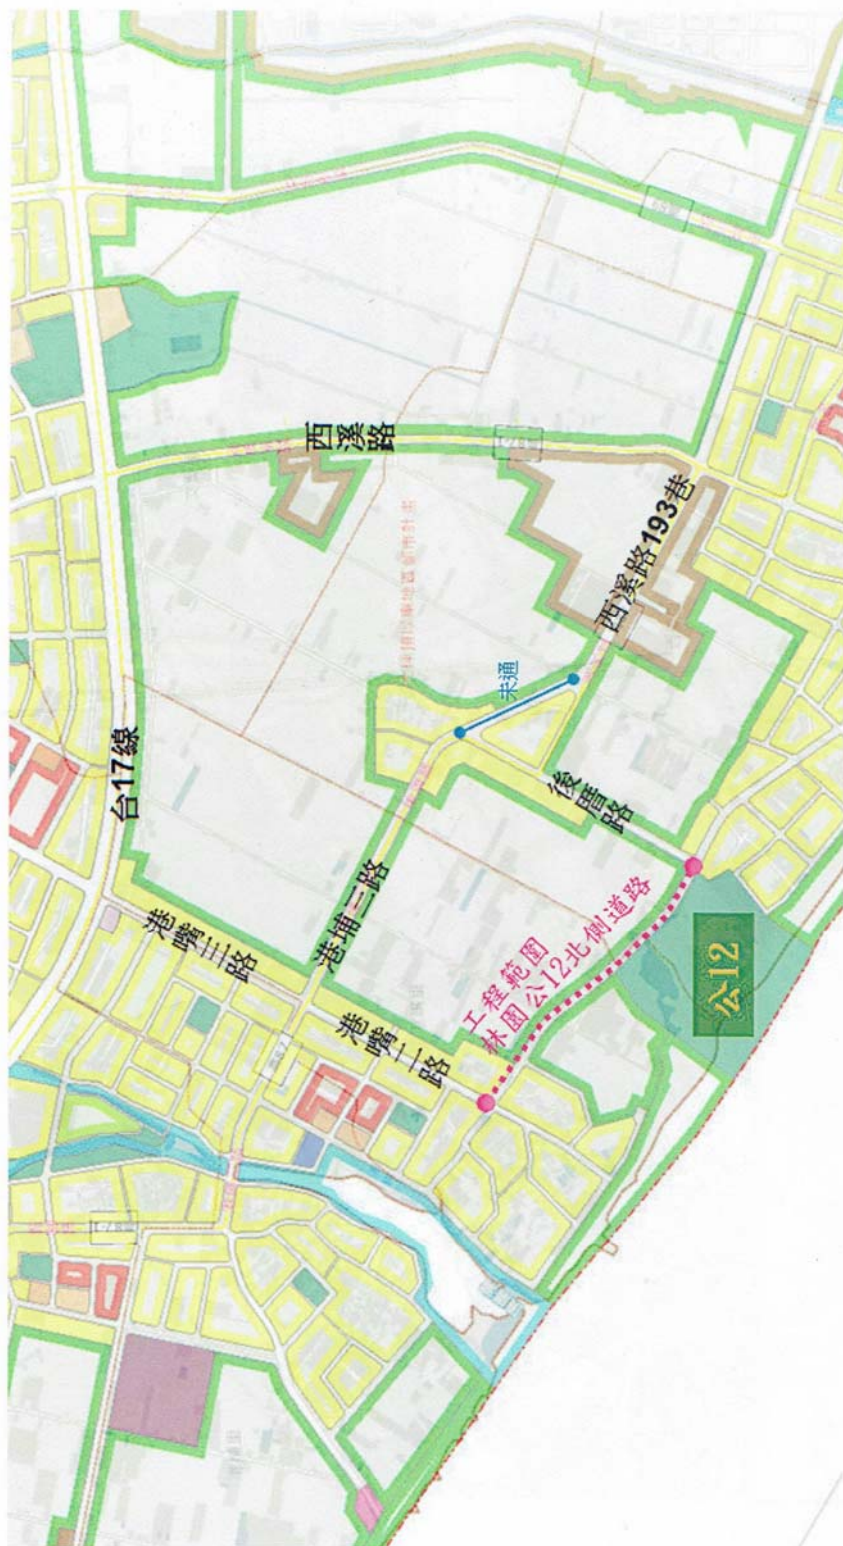 西溪路
西溪路193巷
未通
台17線
後厝路
港埔三路
港嘴三路
港嘴二路
工程範圍
林園公12北側道路
公12